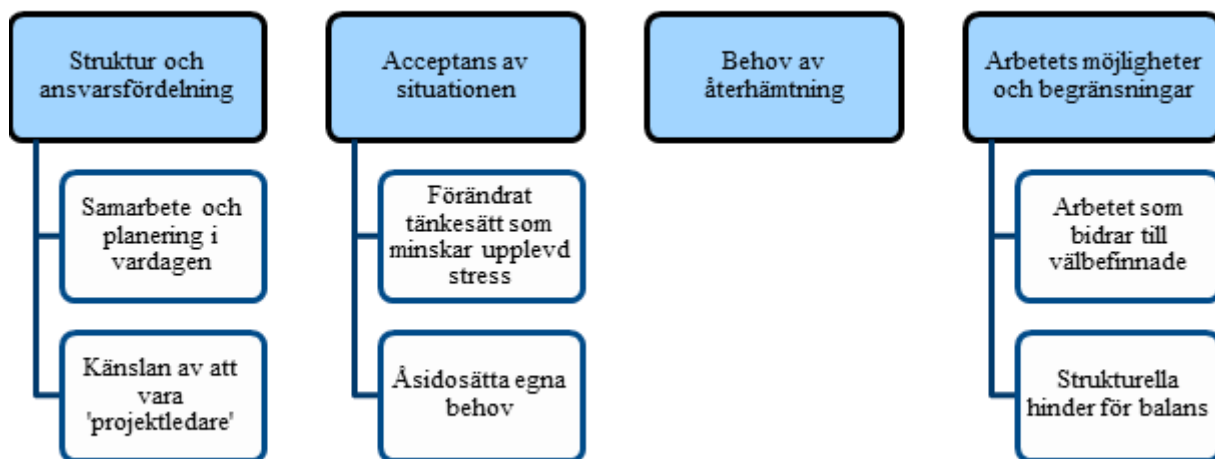 Struktur och
ansvarsfördelning
Samarbete och
planering i
vardagen
Känslan av att
vara
'projektledare'
Acceptans av
situationen
Förändrat
tänkesätt som
minskar upplevd
stress
Åsidosätta egna
behov
Behov av
återhämtning
Arbetets möjligheter
och begränsningar
Arbetet som
bidrar till
välbefinnade
Strukturella
hinder för balans